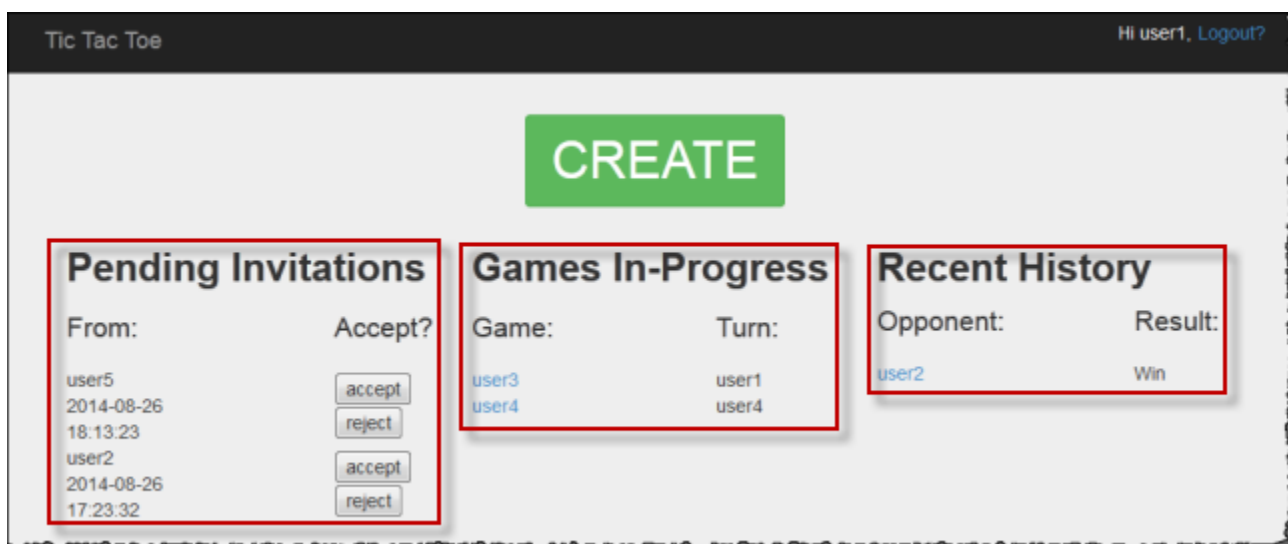 Tic Tac Toe
Hi user1, Logout?
CREATE
Pending Invitations
From: Accept?
user5
2014-08-26
18:13:23
accept
reject
user2
2014-08-26
17:23:32
accept
reject
Games In-Progress
Game: Turn:
user3 user1
user4 user4
Recent History
Opponent: Result:
user2 Win